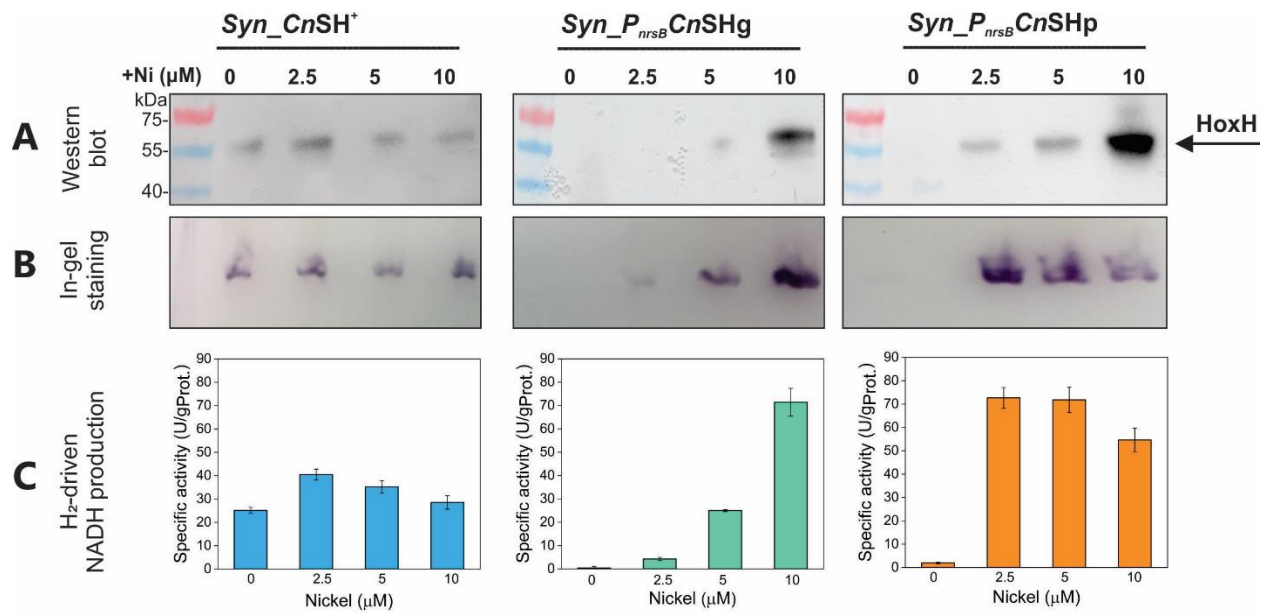 Syn_CnSH⁺ Syn_PnrsBCnSHg Syn_PnrsBCnSHp
+Ni (µM) 0 2.5 5 10 0 2.5 5 10 0 2.5 5 10
kDa
75-
55-
40-
A
Western
blot
HoxH
B
In-gel
staining
C
H₂-driven
NADH production
Specific activity (U/gProt.)
90
80
70
60
50
40
30
20
10
0
0 2.5 5 10
Nickel (µM)
Specific activity (U/gProt.)
90
80
70
60
50
40
30
20
10
0
0 2.5 5 10
Nickel (µM)
Specific activity (U/gProt.)
90
80
70
60
50
40
30
20
10
0
0 2.5 5 10
Nickel (µM)